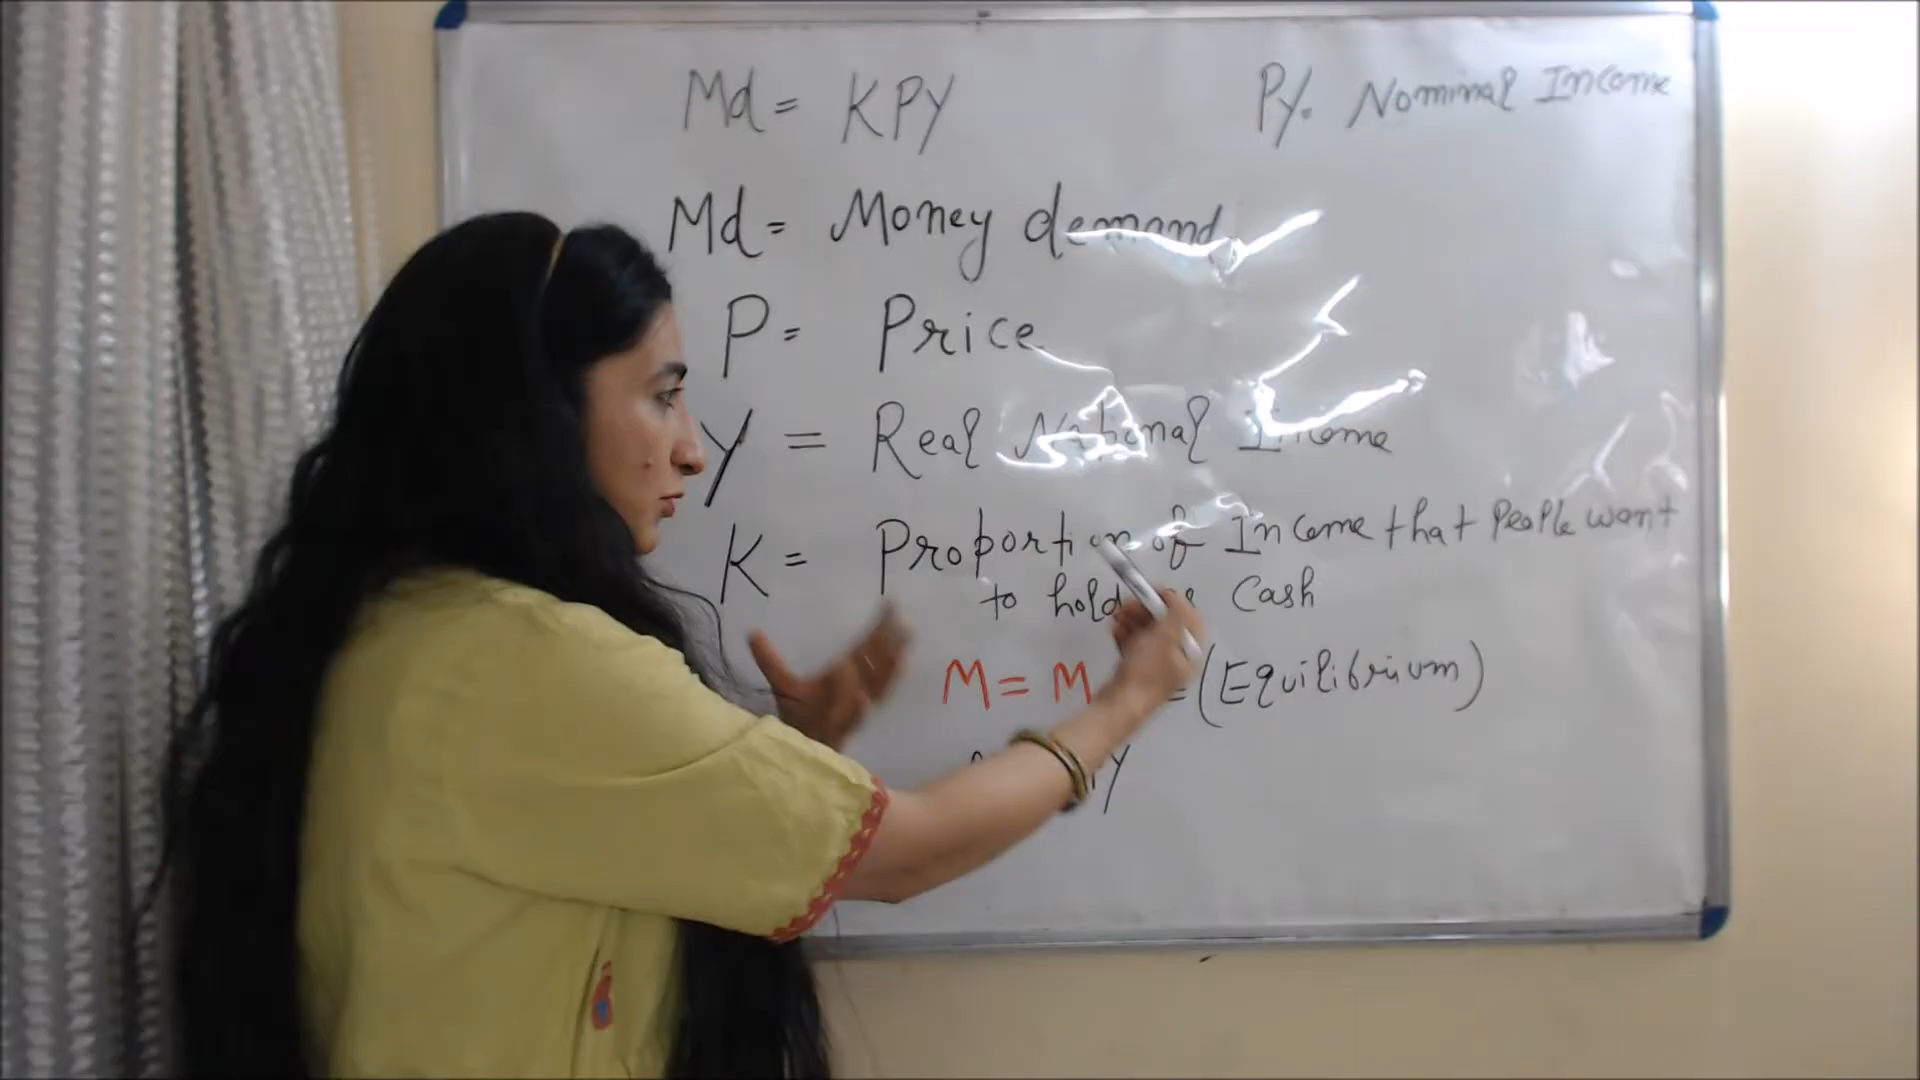 Md = KPY
PY. Nominal Income
Md = Money demand
P = Price
Y = Real National Income
K = Proportion of Income that People want
to hold Cash
M = M = (Equilibrium)
Y